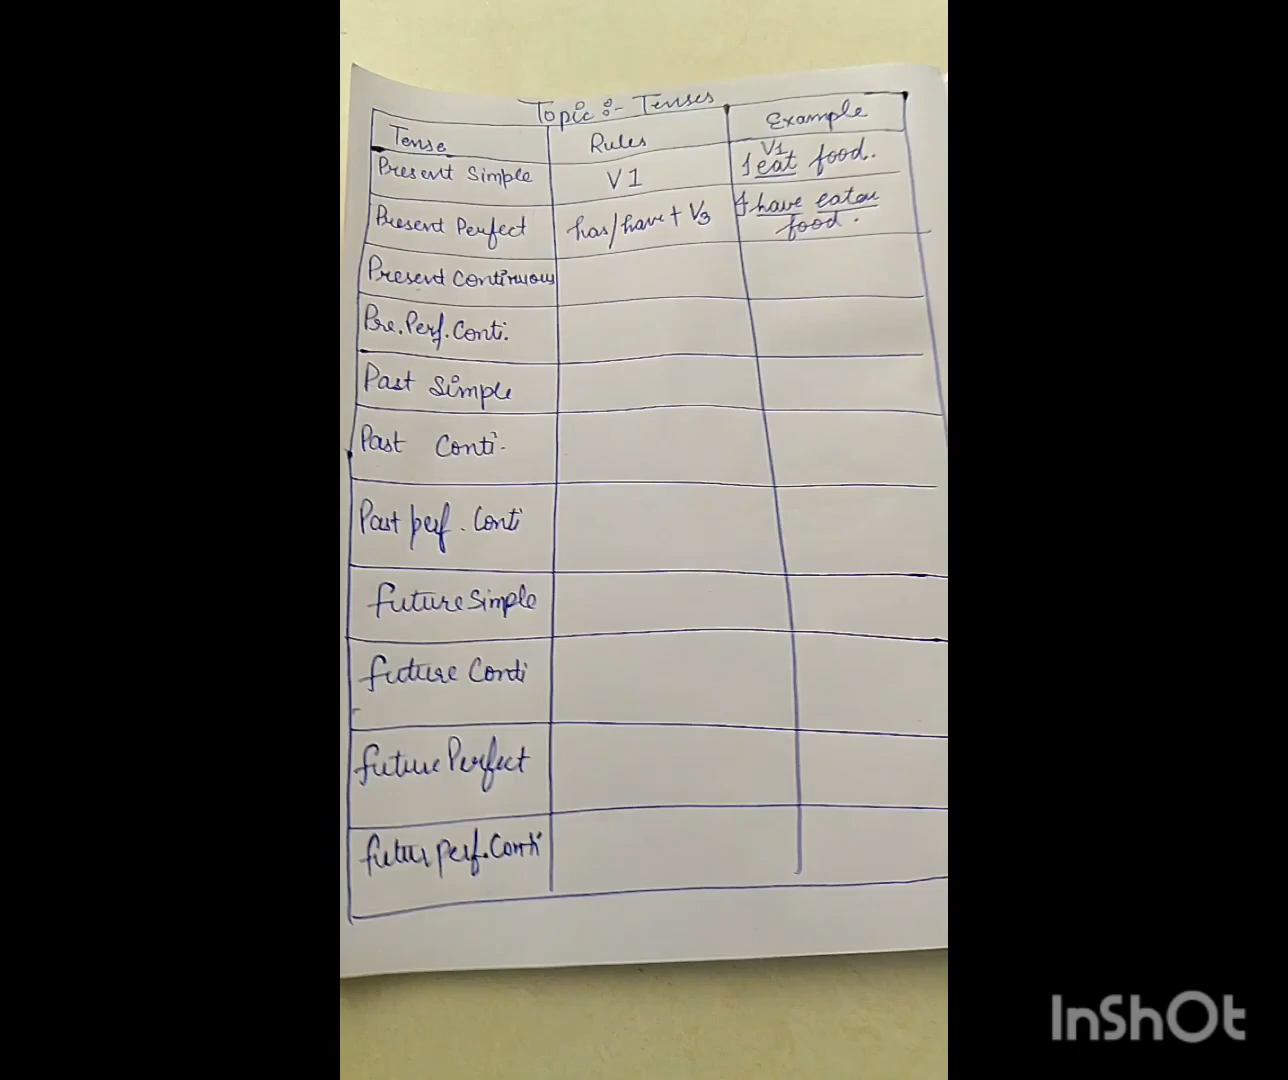 Topic :- Tenses
Tense Rules Example
Present Simple V1 V1
I eat food.
Present Perfect has/have + V3 I have eaten
food.
Present Continuous
Pre. Perf. Conti.
Past Simple
Past Conti.
Past perf. Conti
future Simple
future Conti
future Perfect
futur perf. Conti
InShOt